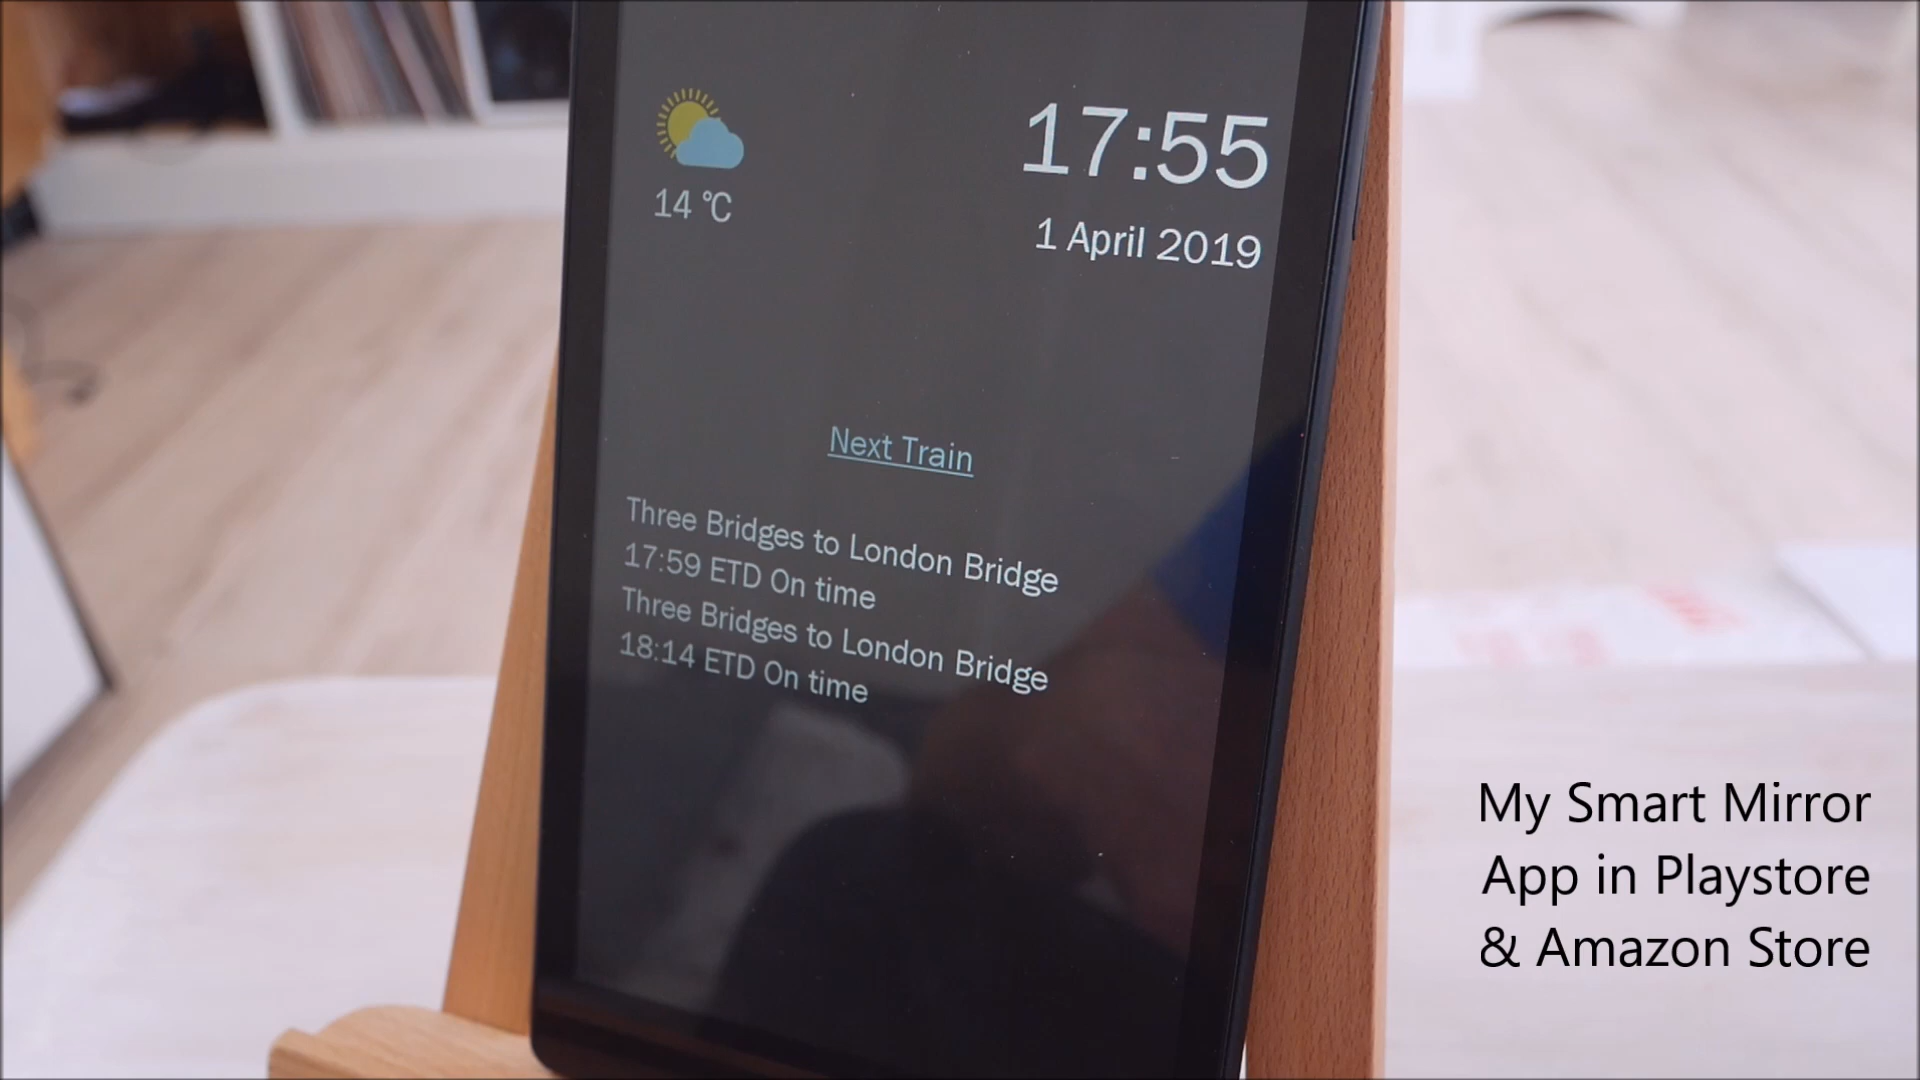 17:55
14 °C
1 April 2019
Next Train
Three Bridges to London Bridge
17:59 ETD On time
Three Bridges to London Bridge
18:14 ETD On time
My Smart Mirror
App in Playstore
& Amazon Store